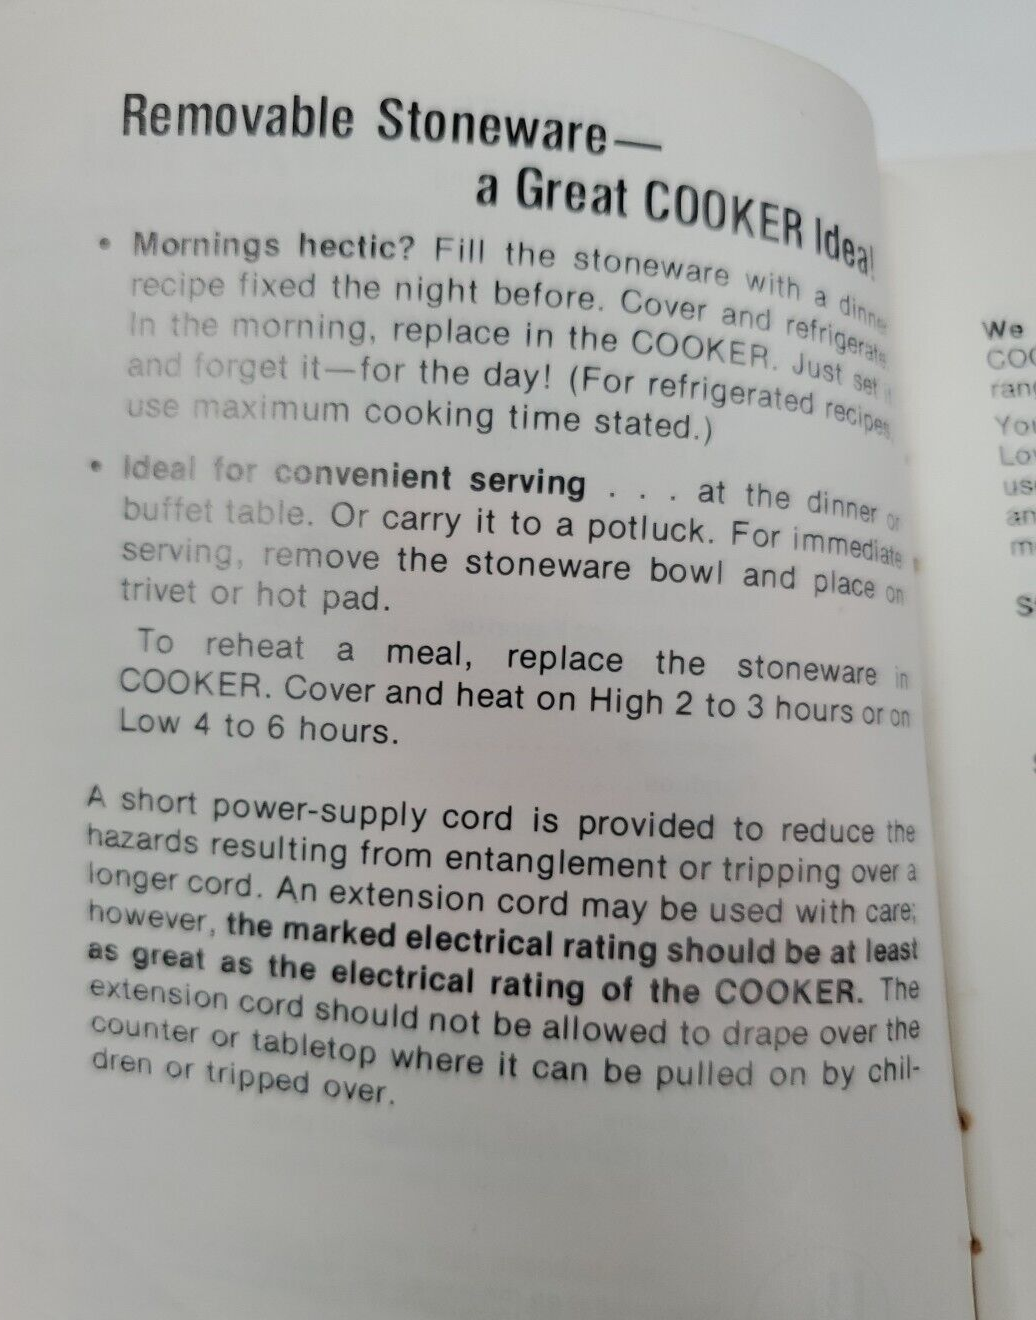 Removable Stoneware—
a Great COOKER Idea!
• Mornings hectic? Fill the stoneware with a dinner
recipe fixed the night before. Cover and refrigerate
In the morning, replace in the COOKER. Just set it
and forget it—for the day! (For refrigerated recipes,
use maximum cooking time stated.)
• Ideal for convenient serving . . . at the dinner or
buffet table. Or carry it to a potluck. For immediate
serving, remove the stoneware bowl and place on
trivet or hot pad.
To reheat a meal, replace the stoneware in
COOKER. Cover and heat on High 2 to 3 hours or on
Low 4 to 6 hours.
A short power-supply cord is provided to reduce the
hazards resulting from entanglement or tripping over a
longer cord. An extension cord may be used with care;
however, the marked electrical rating should be at least
as great as the electrical rating of the COOKER. The
extension cord should not be allowed to drape over the
counter or tabletop where it can be pulled on by chil-
dren or tripped over.
We